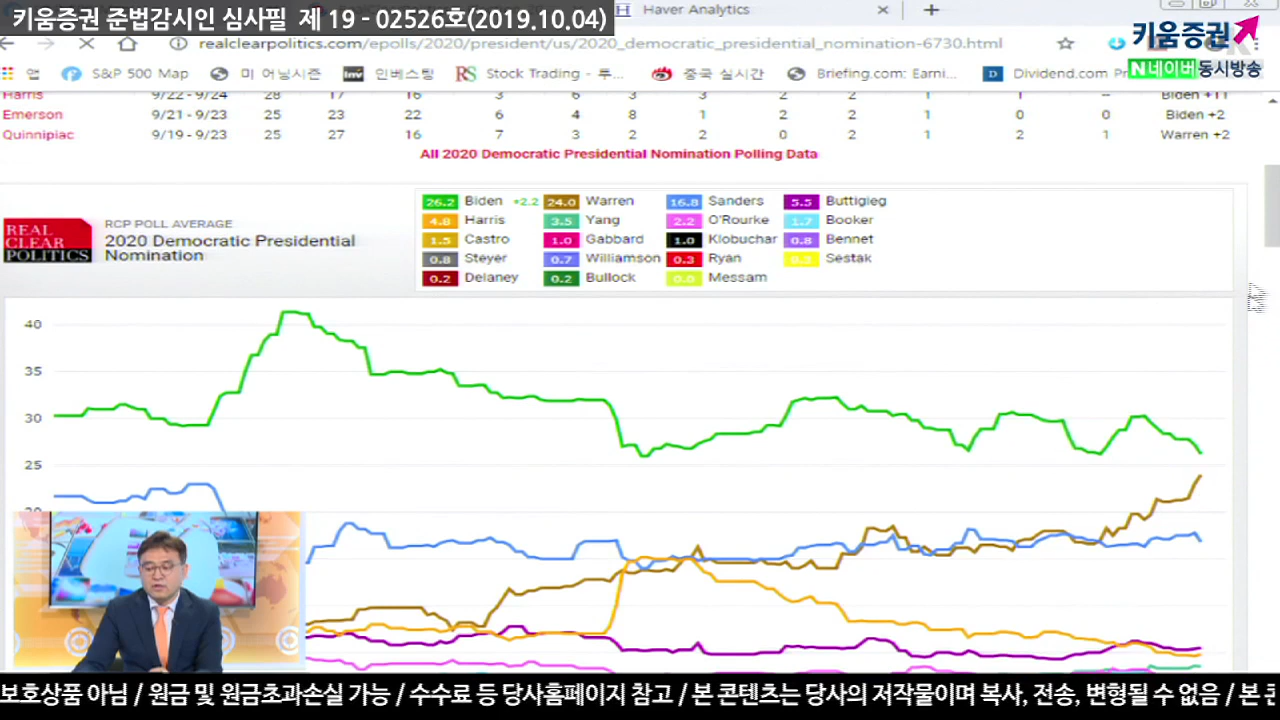 키움증권 준법감시인 심사필 제 19 - 02526호(2019.10.04)
Haver Analytics
키움증권
realclearpolitics.com/epolls/2020/president/us/2020_democratic_presidential_nomination-6730.html
N네이버 동시방송
앱 S&P 500 Map 미 어닝시즌 Inv 인베스팅 RS Stock Trading - 투... 중국 실시간 Briefing.com: Earni... D Dividend.com Pr
Harris 9/22 - 9/24 28 17 16 3 6 3 3 2 2 1 1 -- Biden +11
Emerson 9/21 - 9/23 25 23 22 6 4 8 1 2 2 1 0 0 Biden +2
Quinnipiac 9/19 - 9/23 25 27 16 7 3 2 2 0 2 1 2 1 Warren +2
All 2020 Democratic Presidential Nomination Polling Data
REAL CLEAR POLITICS
RCP POLL AVERAGE
2020 Democratic Presidential
Nomination
26.2 Biden +2.2 24.0 Warren 16.8 Sanders 5.5 Buttigieg
4.8 Harris 3.5 Yang 2.2 O'Rourke 1.7 Booker
1.5 Castro 1.0 Gabbard 1.0 Klobuchar 0.8 Bennet
0.8 Steyer 0.7 Williamson 0.3 Ryan 0.3 Sestak
0.2 Delaney 0.2 Bullock 0.0 Messam
40
35
30
25
20
보호상품 아님 / 원금 및 원금초과손실 가능 / 수수료 등 당사홈페이지 참고 / 본 콘텐츠는 당사의 저작물이며 복사, 전송, 변형될 수 없음 / 본